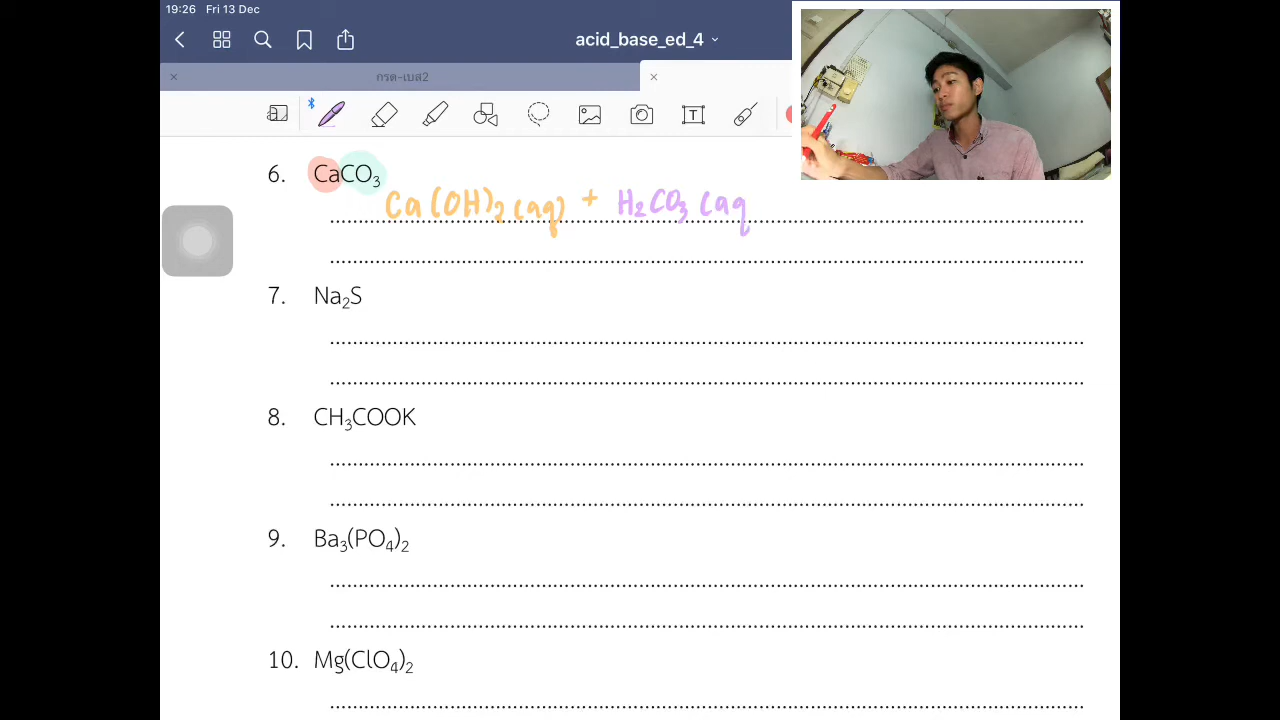 19:26 Fri 13 Dec
acid_base_ed_4
กรด-เบส2
T
6. CaCO₃
Ca(OH)₂(aq) + H₂CO₃(aq
7. Na₂S
8. CH₃COOK
9. Ba₃(PO₄)₂
10. Mg(ClO₄)₂